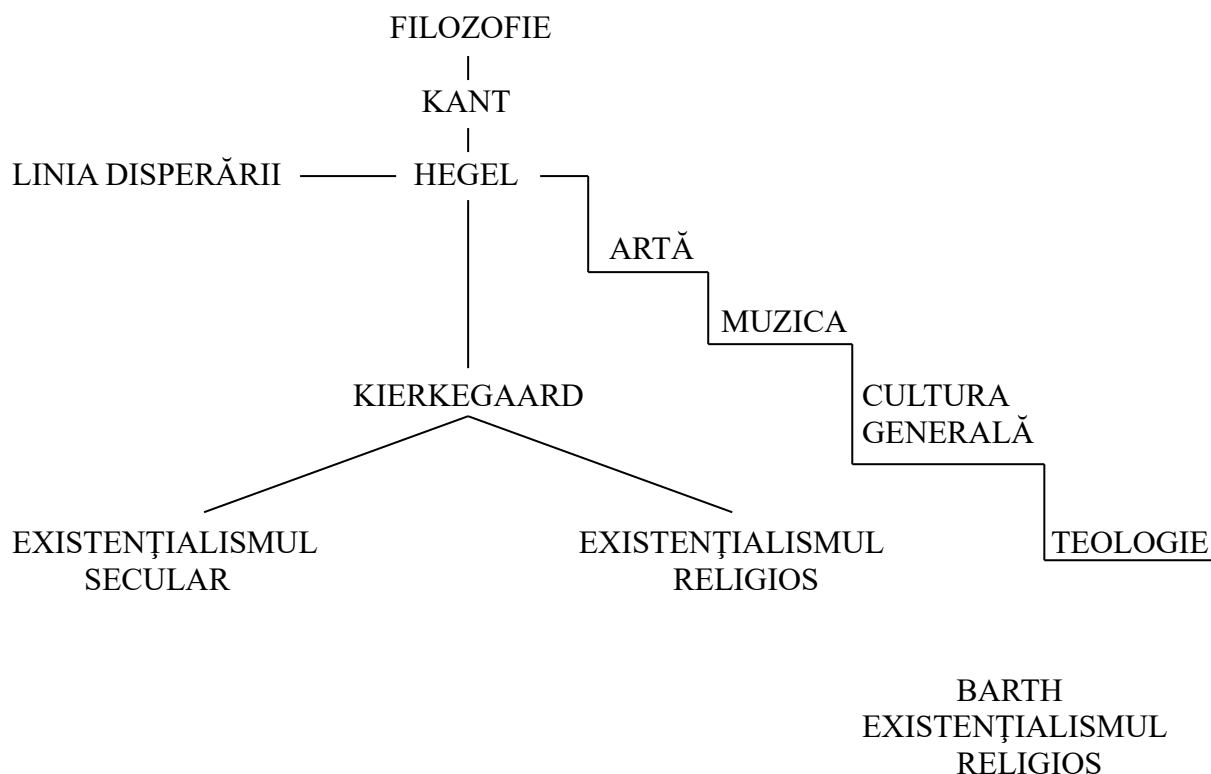 FILOZOFIE
KANT
LINIA DISPERĂRII
HEGEL
ARTĂ
MUZICA
KIERKEGAARD
CULTURA
GENERALĂ
EXISTENŢIALISMUL
SECULAR
EXISTENŢIALISMUL
RELIGIOS
TEOLOGIE
BARTH
EXISTENŢIALISMUL
RELIGIOS